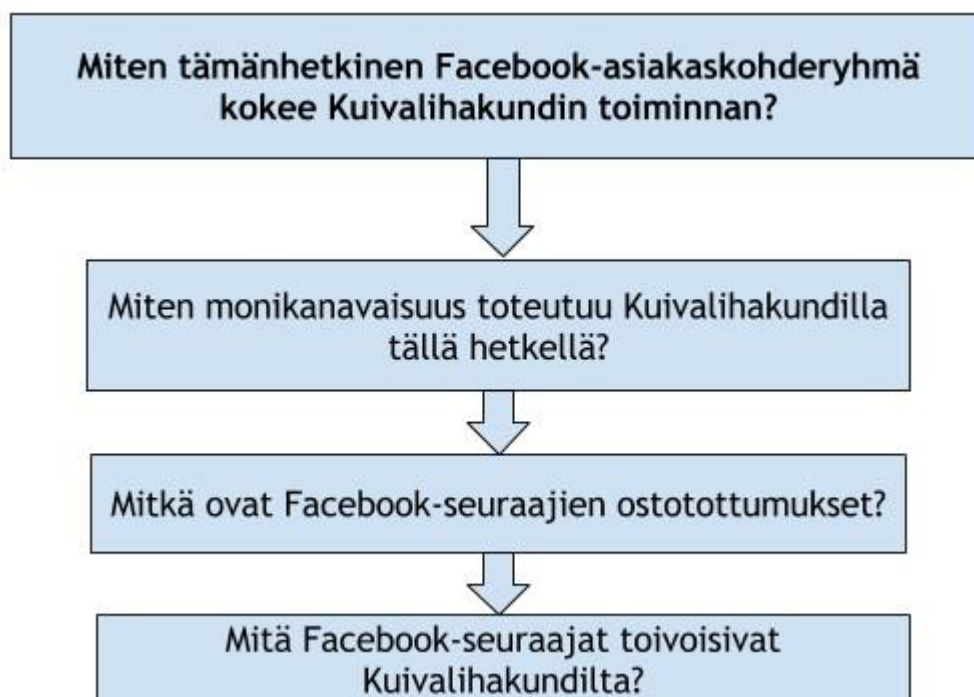 Miten tämänhetkinen Facebook-asiakaskohderyhmä
kokee Kuivalihakundin toiminnan?
Miten monikanavaisuus toteutuu Kuivalihakundilla
tällä hetkellä?
Mitkä ovat Facebook-seuraajien ostotottumukset?
Mitä Facebook-seuraajat toivoisivat
Kuivalihakundilta?